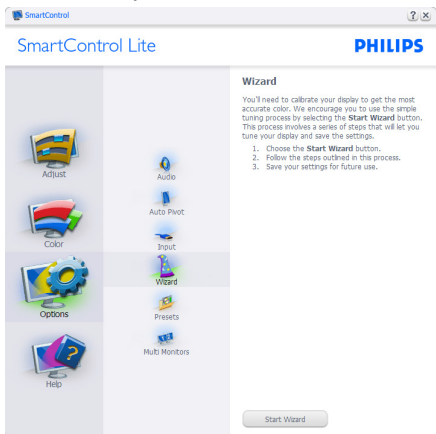 SmartControl
SmartControl Lite
PHILIPS
Adjust
Color
Options
Help
Audio
Auto Pivot
Input
Wizard
Presets
Multi Monitors
Wizard
You'll need to calibrate your display to get the most
accurate color. We encourage you to use the simple
tuning process by selecting the Start Wizard button.
This process involves a series of steps that will let you
tune your display and save the settings.
1. Choose the Start Wizard button.
2. Follow the steps outlined in this process.
3. Save your settings for future use.
Start Wizard